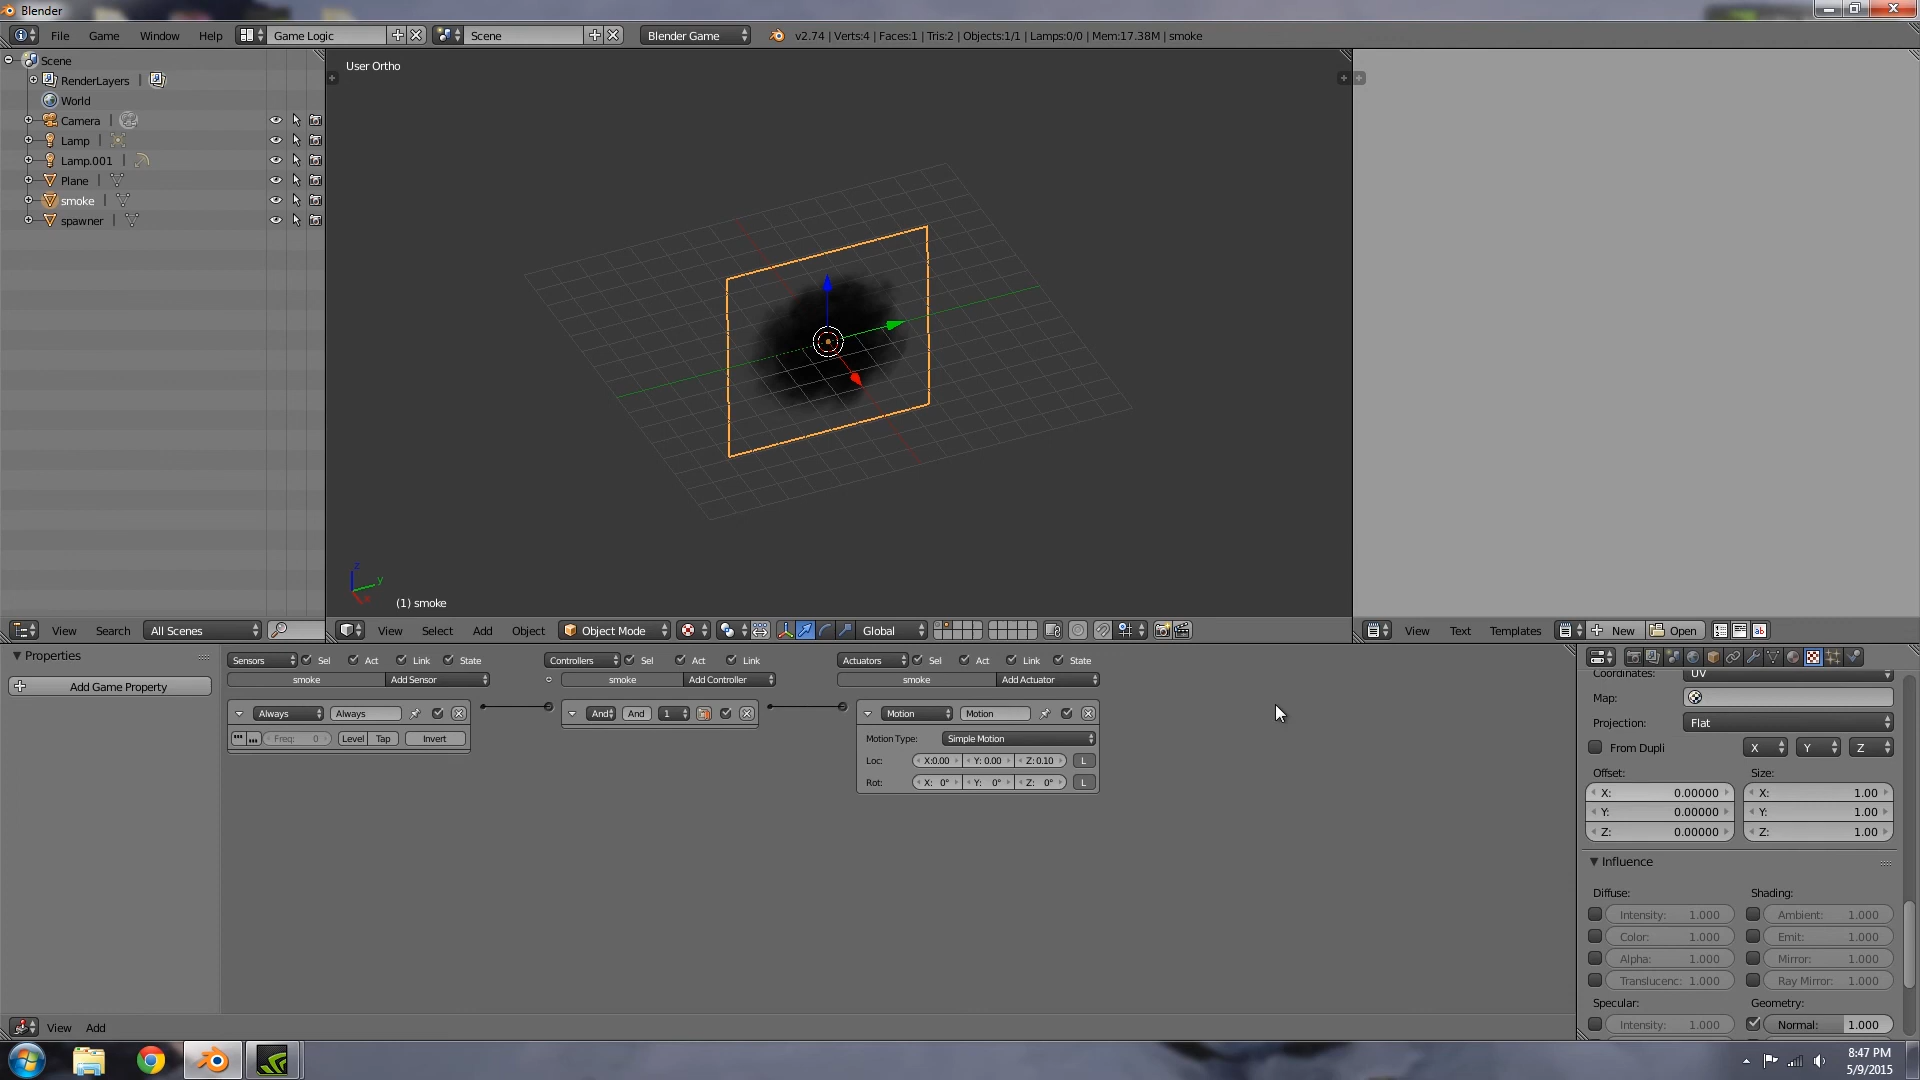 Blender
File Game Window Help Game Logic Scene Blender Game v2.74 | Verts:4 | Faces:1 | Tris:2 | Objects:1/1 | Lamps:0/0 | Mem:17.38M | smoke
Scene
RenderLayers |
World
Camera |
Lamp |
Lamp.001 |
Plane |
smoke |
spawner |
User Ortho
z
y
x
(1) smoke
View Search All Scenes
View Select Add Object Object Mode Global
View Text Templates New Open
Properties
Add Game Property
Sensors Sel Act Link State
smoke Add Sensor
Always Always
Freq: 0 Level Tap Invert
Controllers Sel Act Link
smoke Add Controller
And And 1
Actuators Sel Act Link State
smoke Add Actuator
Motion Motion
Motion Type: Simple Motion
Loc: X:0.00 Y: 0.00 Z: 0.10 L
Rot: X: 0° Y: 0° Z: 0° L
Coordinates: UV
Map:
Projection: Flat
From Dupli X Y Z
Offset: Size:
X: 0.00000 X: 1.00
Y: 0.00000 Y: 1.00
Z: 0.00000 Z: 1.00
Influence
Diffuse: Shading:
Intensity: 1.000 Ambient: 1.000
Color: 1.000 Emit: 1.000
Alpha: 1.000 Mirror: 1.000
Translucenc: 1.000 Ray Mirror: 1.000
Specular: Geometry:
Intensity: 1.000 Normal: 1.000
View Add
8:47 PM
5/9/2015